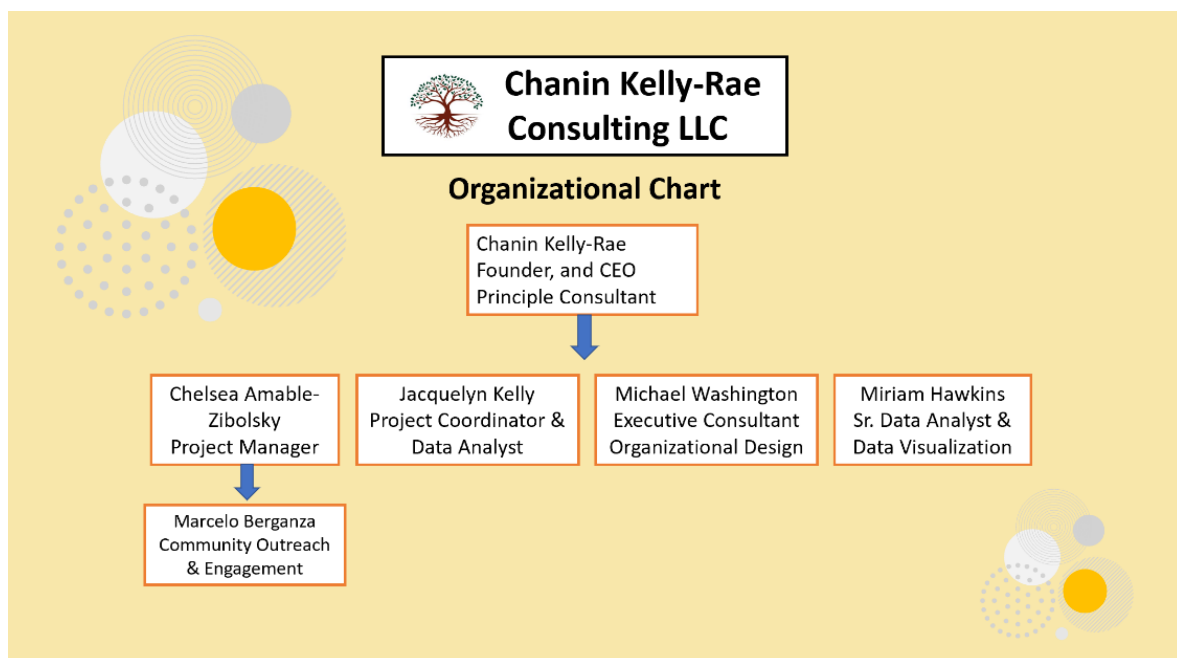 Chanin Kelly-Rae
Consulting LLC
Organizational Chart
Chanin Kelly-Rae
Founder, and CEO
Principle Consultant
Chelsea Amable-
Zibolsky
Project Manager
Jacquelyn Kelly
Project Coordinator &
Data Analyst
Michael Washington
Executive Consultant
Organizational Design
Miriam Hawkins
Sr. Data Analyst &
Data Visualization
Marcelo Berganza
Community Outreach
& Engagement